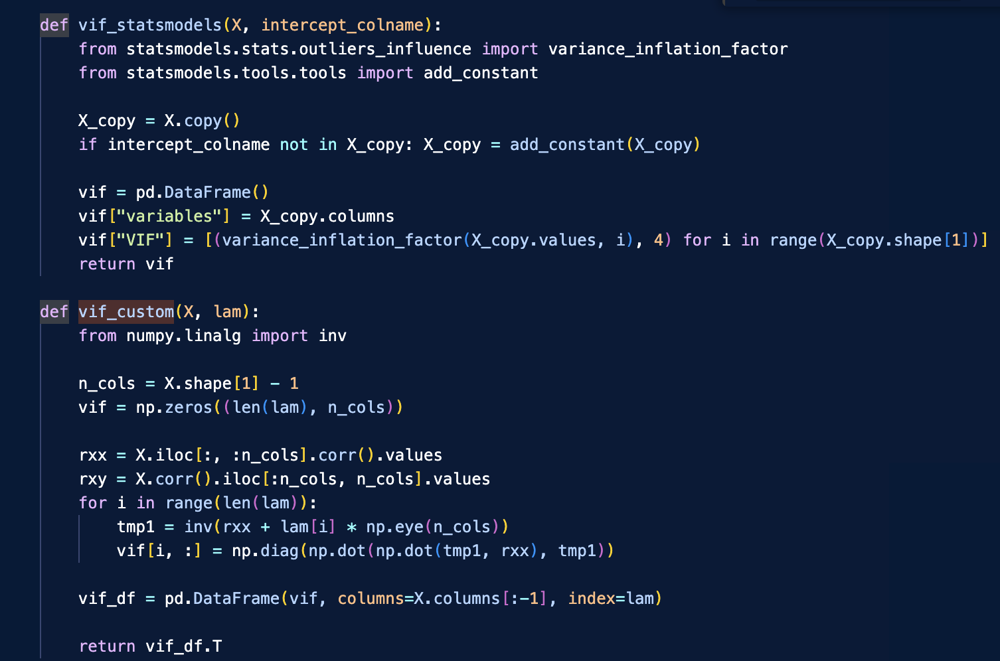 def vif_statsmodels(X, intercept_colname):
    from statsmodels.stats.outliers_influence import variance_inflation_factor
    from statsmodels.tools.tools import add_constant

    X_copy = X.copy()
    if intercept_colname not in X_copy: X_copy = add_constant(X_copy)

    vif = pd.DataFrame()
    vif["variables"] = X_copy.columns
    vif["VIF"] = [(variance_inflation_factor(X_copy.values, i), 4) for i in range(X_copy.shape[1])]
    return vif

def vif_custom(X, lam):
    from numpy.linalg import inv

    n_cols = X.shape[1] - 1
    vif = np.zeros((len(lam), n_cols))

    rxx = X.iloc[:, :n_cols].corr().values
    rxy = X.corr().iloc[:n_cols, n_cols].values
    for i in range(len(lam)):
        tmp1 = inv(rxx + lam[i] * np.eye(n_cols))
        vif[i, :] = np.diag(np.dot(np.dot(tmp1, rxx), tmp1))

    vif_df = pd.DataFrame(vif, columns=X.columns[:-1], index=lam)

    return vif_df.T